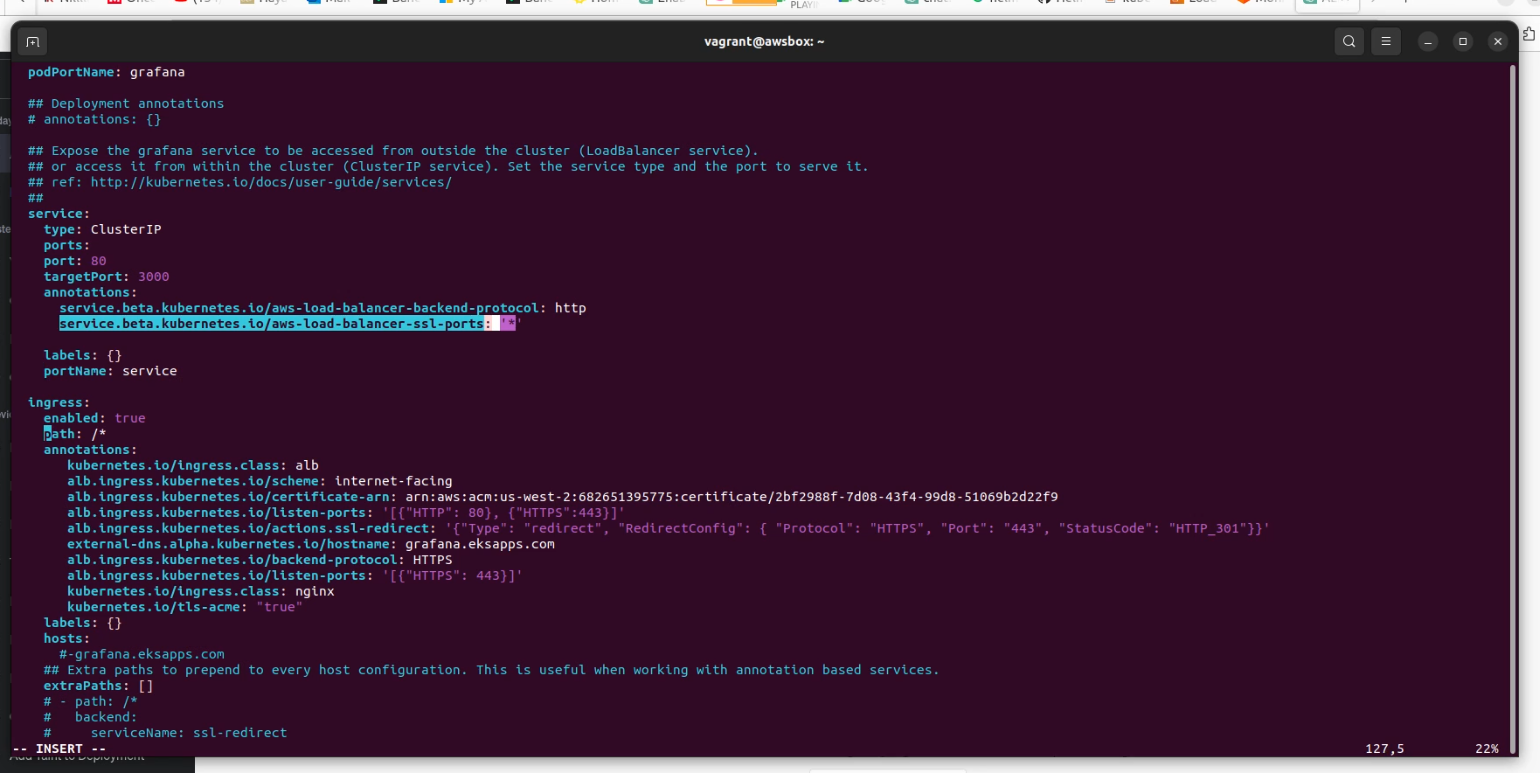 PLAYI
vagrant@awsbox: ~
podPortName: grafana
## Deployment annotations
# annotations: {}
## Expose the grafana service to be accessed from outside the cluster (LoadBalancer service).
## or access it from within the cluster (ClusterIP service). Set the service type and the port to serve it.
## ref: http://kubernetes.io/docs/user-guide/services/
##
service:
  type: ClusterIP
  ports:
  port: 80
  targetPort: 3000
  annotations:
    service.beta.kubernetes.io/aws-load-balancer-backend-protocol: http
    service.beta.kubernetes.io/aws-load-balancer-ssl-ports: '*'
  labels: {}
  portName: service
ingress:
  enabled: true
  path: /*
  annotations:
     kubernetes.io/ingress.class: alb
     alb.ingress.kubernetes.io/scheme: internet-facing
     alb.ingress.kubernetes.io/certificate-arn: arn:aws:acm:us-west-2:682651395775:certificate/2bf2988f-7d08-43f4-99d8-51069b2d22f9
     alb.ingress.kubernetes.io/listen-ports: '[{"HTTP": 80}, {"HTTPS":443}]'
     alb.ingress.kubernetes.io/actions.ssl-redirect: '{"Type": "redirect", "RedirectConfig": { "Protocol": "HTTPS", "Port": "443", "StatusCode": "HTTP_301"}}'
     external-dns.alpha.kubernetes.io/hostname: grafana.eksapps.com
     alb.ingress.kubernetes.io/backend-protocol: HTTPS
     alb.ingress.kubernetes.io/listen-ports: '[{"HTTPS": 443}]'
     kubernetes.io/ingress.class: nginx
     kubernetes.io/tls-acme: "true"
  labels: {}
  hosts:
    #-grafana.eksapps.com
  ## Extra paths to prepend to every host configuration. This is useful when working with annotation based services.
  extraPaths: []
  # - path: /*
  #   backend:
  #     serviceName: ssl-redirect
-- INSERT -- 127,5 22%